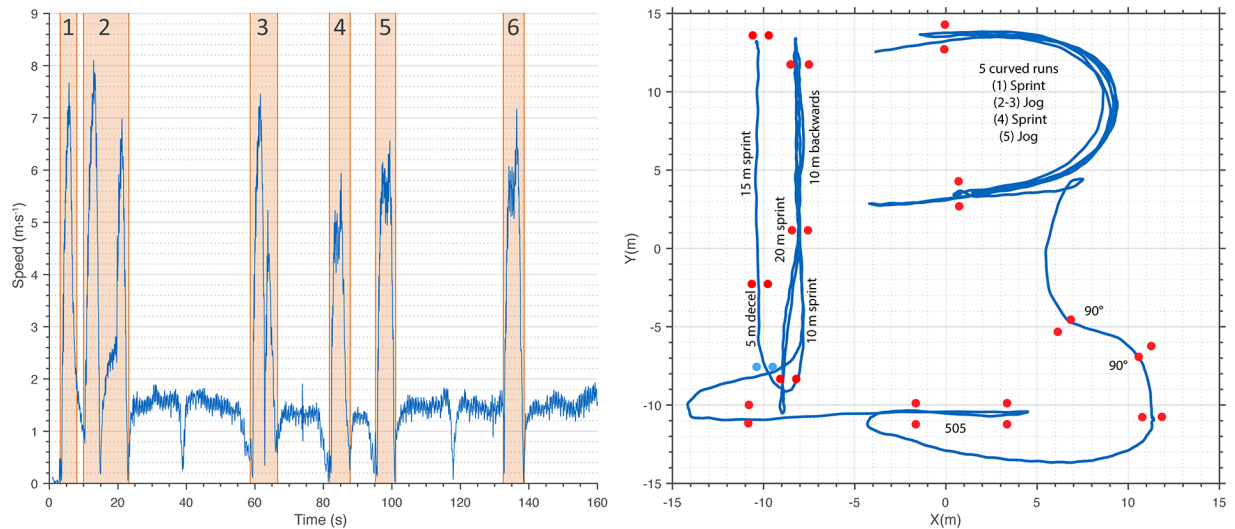 1 2 3 4 5 6
9
8
7
6
5
4
3
2
1
0
Speed (m·s⁻¹)
0 20 40 60 80 100 120 140 160
Time (s)
15
10
5
0
-5
-10
-15
Y(m)
5 curved runs
(1) Sprint
(2-3) Jog
(4) Sprint
(5) Jog
15 m sprint
10 m backwards
20 m sprint
5 m decel
10 m sprint
90°
90°
505
-15 -10 -5 0 5 10 15
X(m)